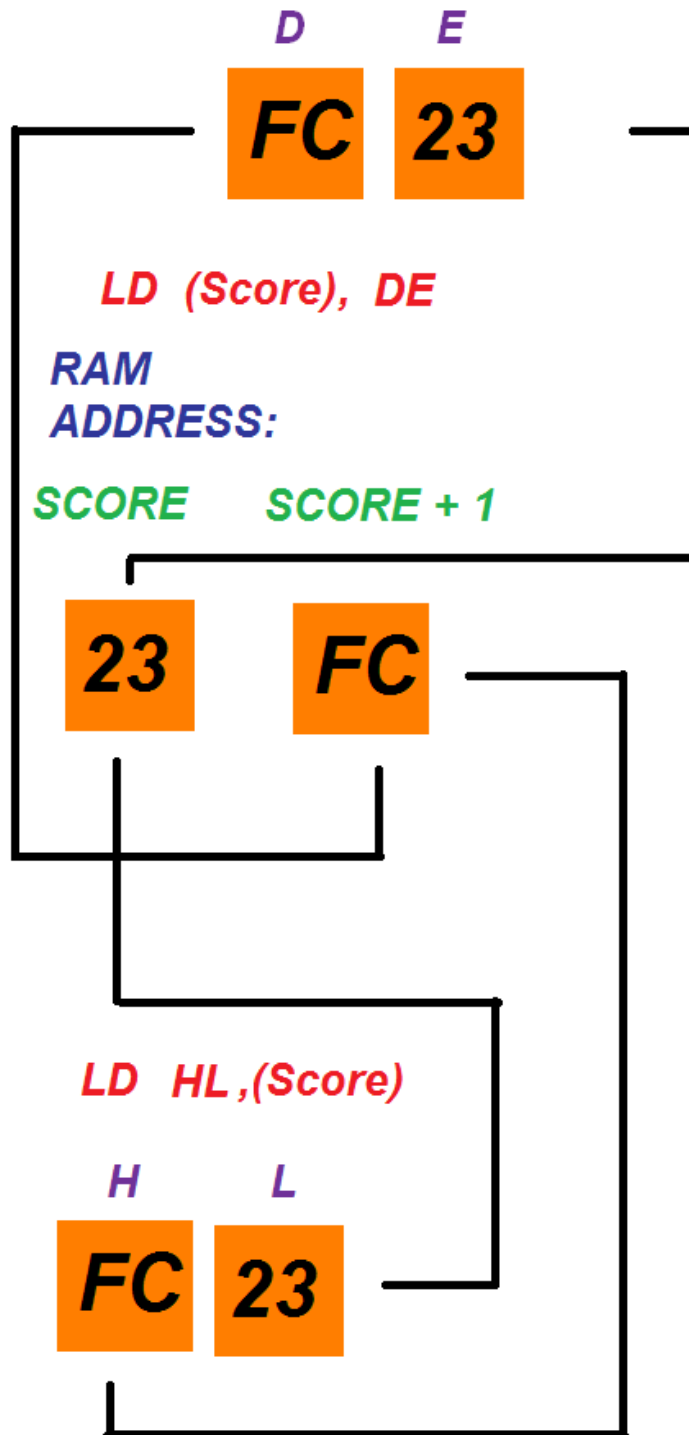 D E
FC 23
LD (Score), DE
RAM
ADDRESS:
SCORE SCORE + 1
23 FC
LD HL,(Score)
H L
FC 23